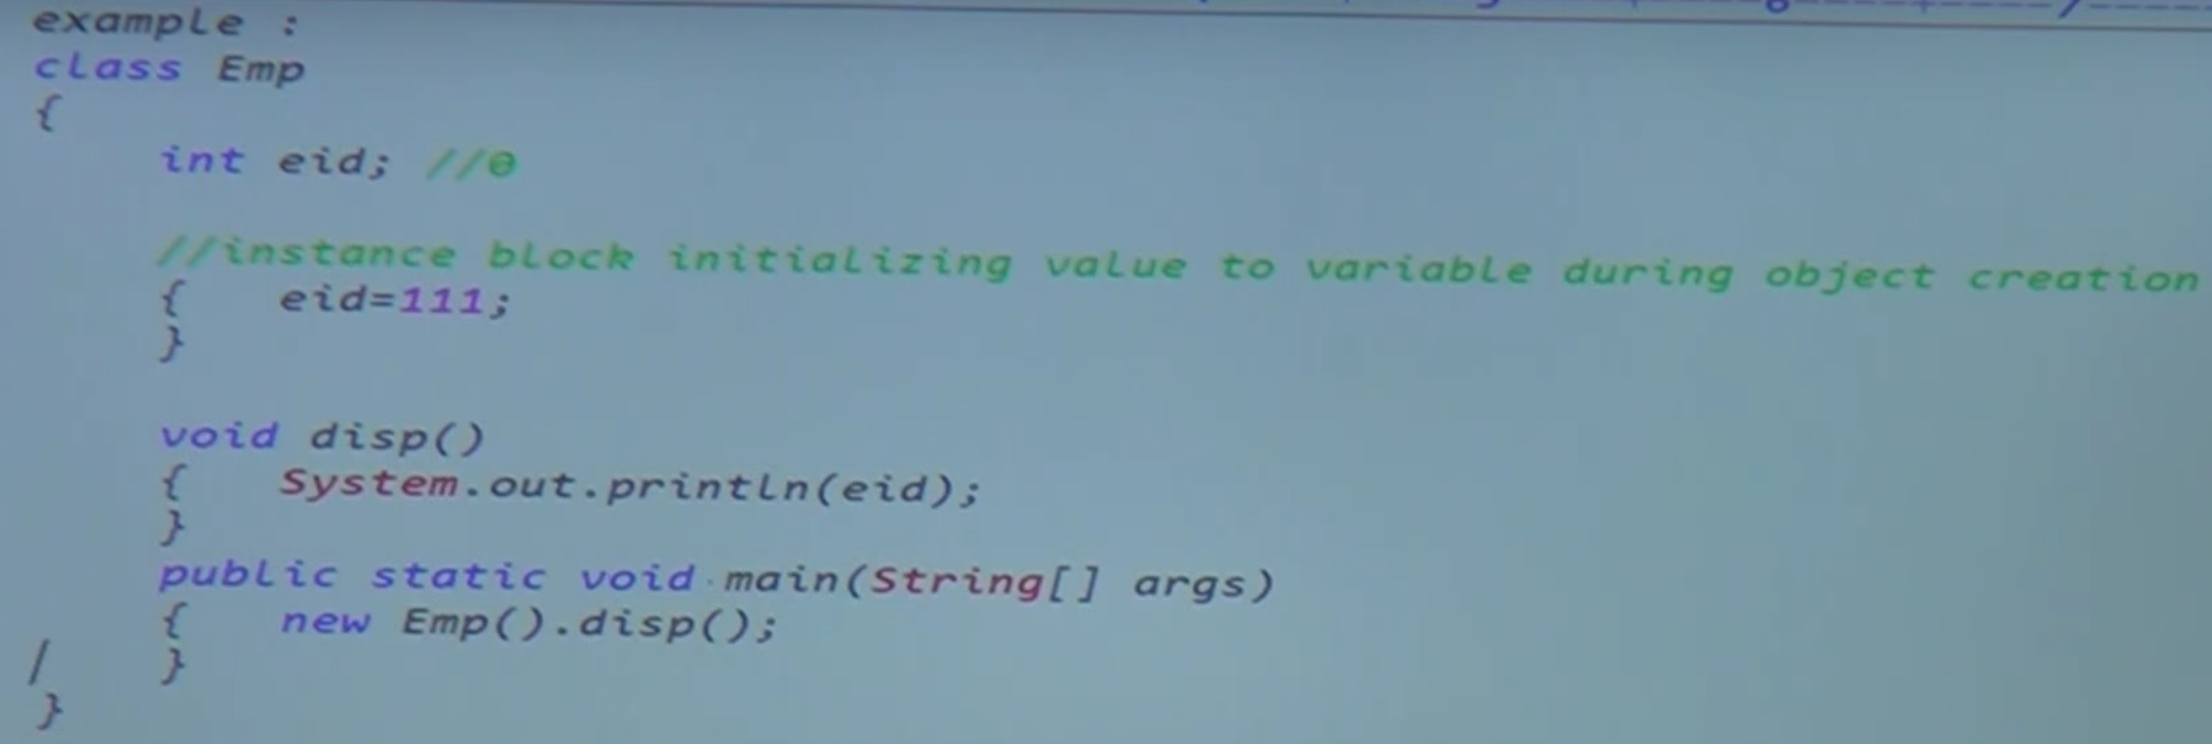 example :
class Emp
{
int eid; //0
//instance block initializing value to variable during object creation
{ eid=111;
}
void disp()
{ System.out.println(eid);
}
public static void main(String[] args)
{ new Emp().disp();
}
}